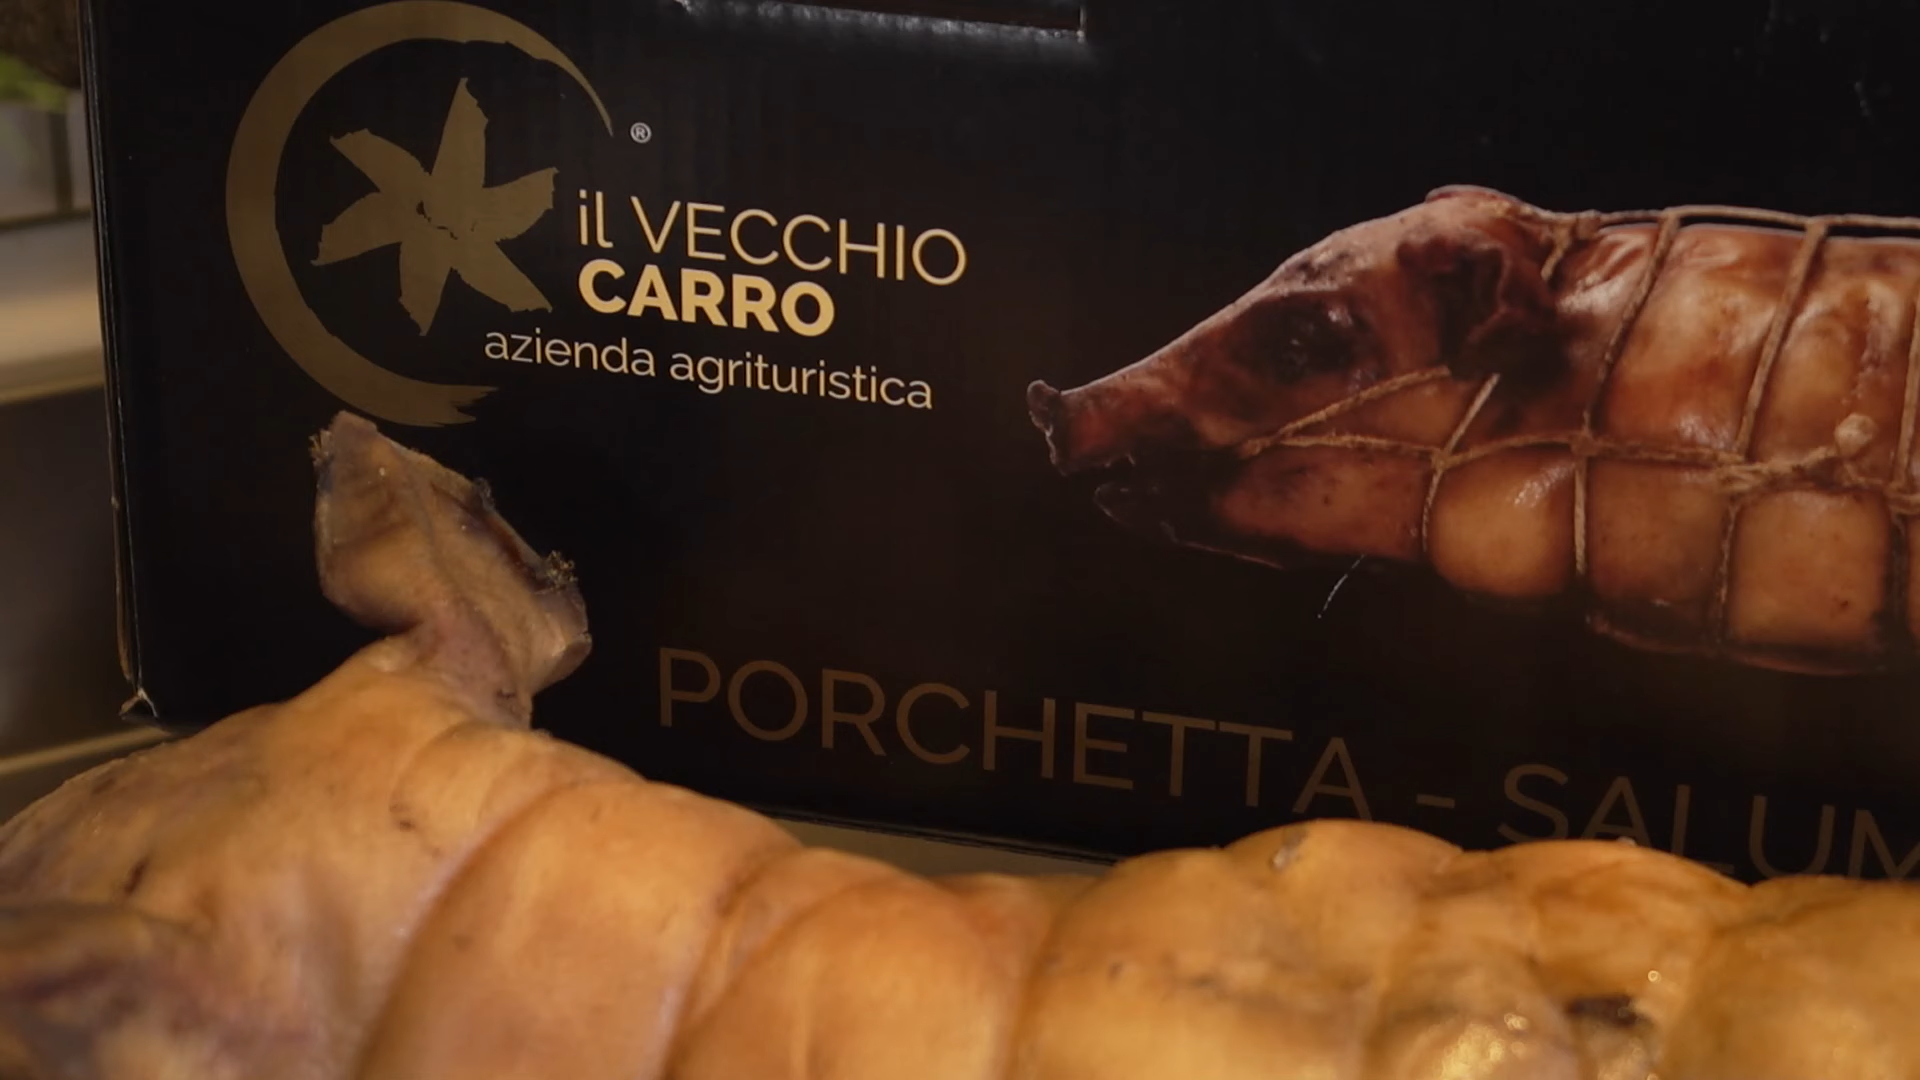 ®
il VECCHIO
CARRO
azienda agrituristica
PORCHETTA - SALUM